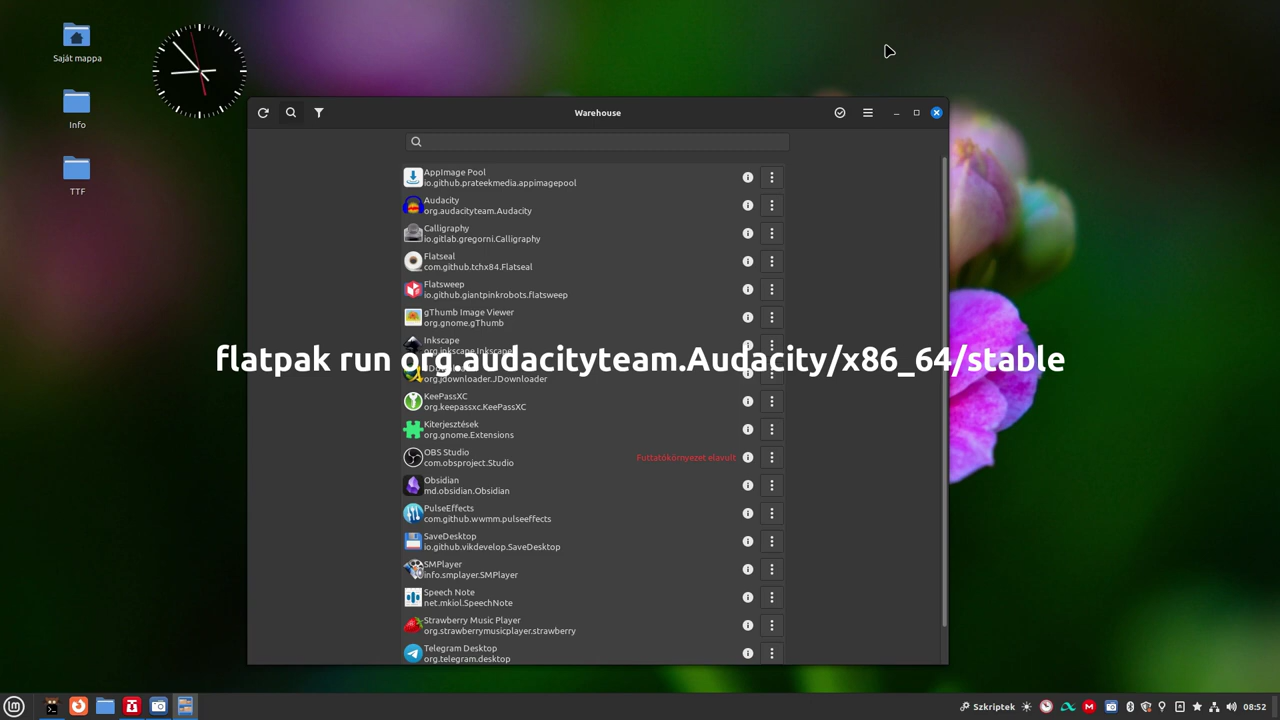 Saját mappa
Info
TTF
Warehouse
AppImage Pool
io.github.prateekmedia.appimagepool
Audacity
org.audacityteam.Audacity
Calligraphy
io.gitlab.gregorni.Calligraphy
Flatseal
com.github.tchx84.Flatseal
Flatsweep
io.github.giantpinkrobots.flatsweep
gThumb Image Viewer
org.gnome.gThumb
Inkscape
org.inkscape.Inkscape
flatpak run org.audacityteam.Audacity/x86_64/stable
org.jdownloader.JDownloader
KeePassXC
org.keepassxc.KeePassXC
Kiterjesztések
org.gnome.Extensions
OBS Studio
com.obsproject.Studio
Futtatókörnyezet elavult
Obsidian
md.obsidian.Obsidian
PulseEffects
com.github.wwmm.pulseeffects
SaveDesktop
io.github.vikdevelop.SaveDesktop
SMPlayer
info.smplayer.SMPlayer
Speech Note
net.mkiol.SpeechNote
Strawberry Music Player
org.strawberrymusicplayer.strawberry
Telegram Desktop
org.telegram.desktop
Szkriptek
08:52